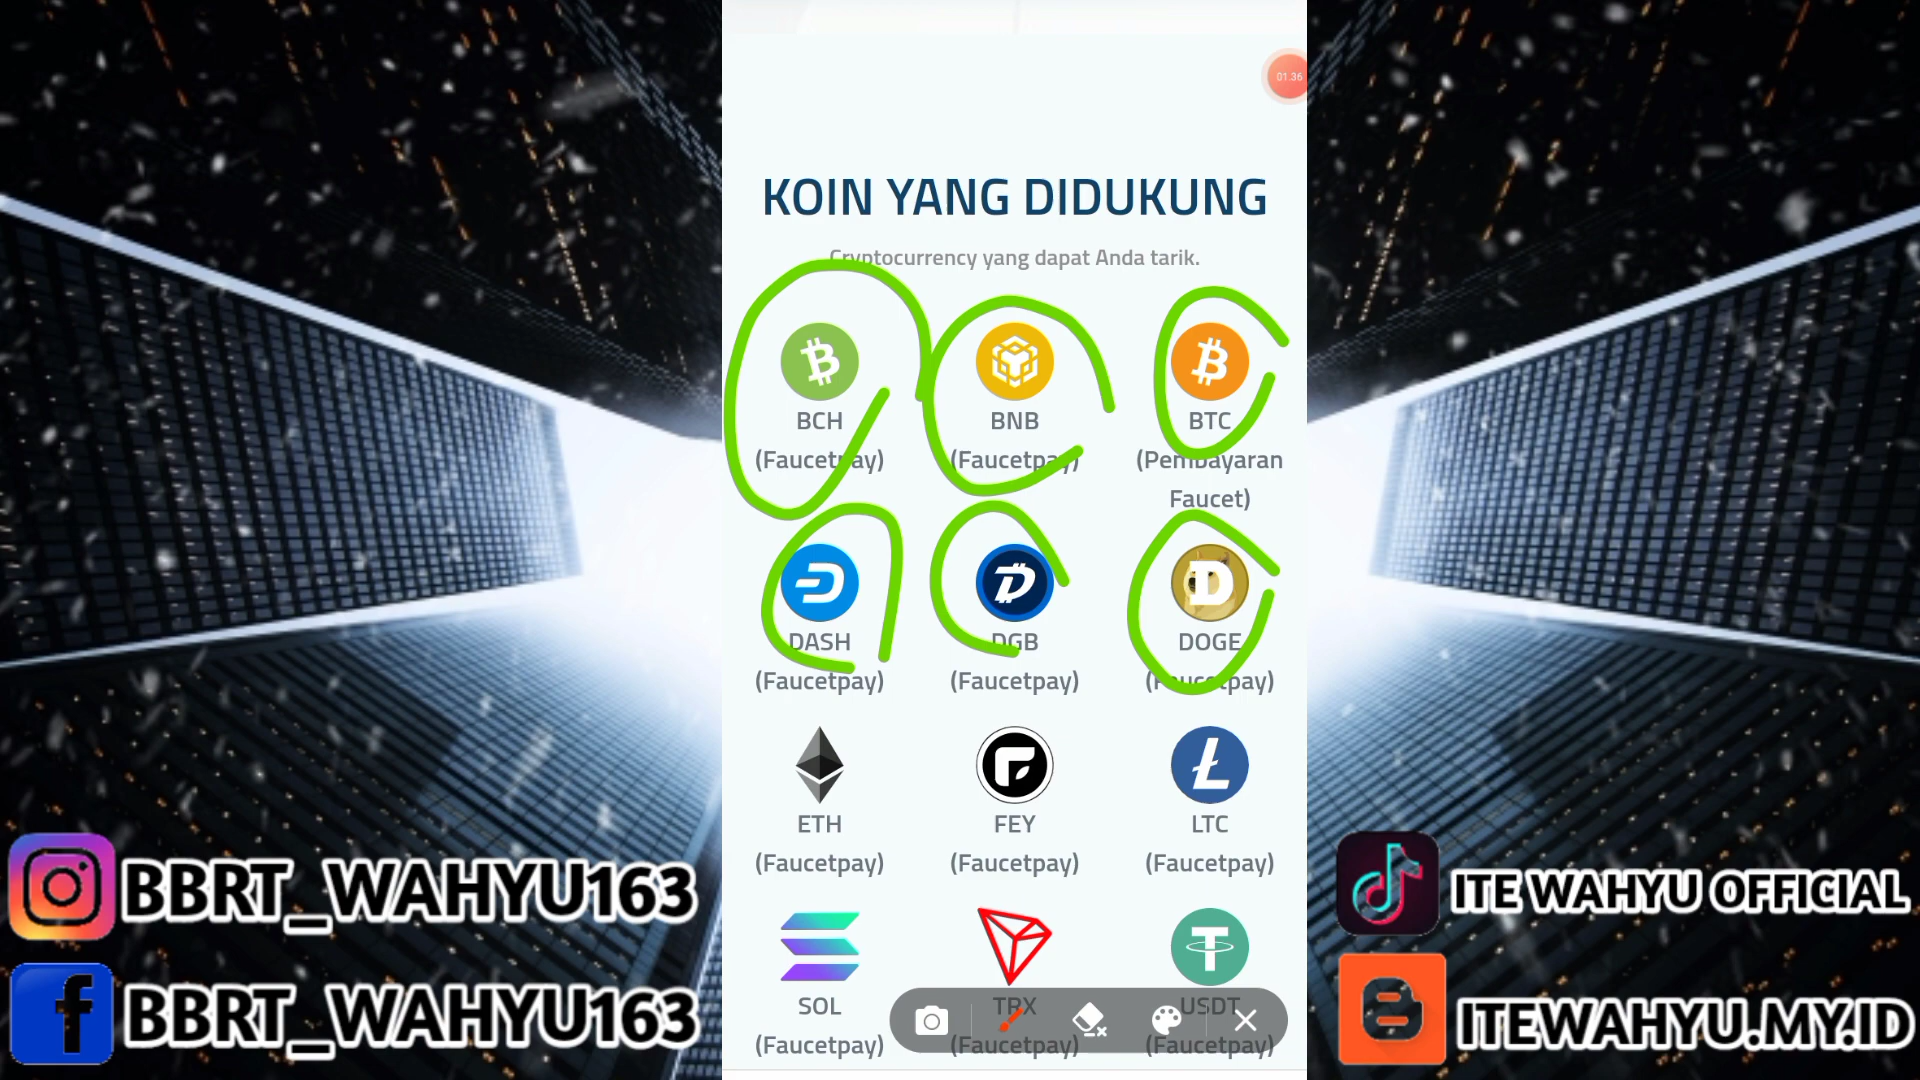 01.36
KOIN YANG DIDUKUNG
Cryptocurrency yang dapat Anda tarik.
BCH
(Faucetpay)
BNB
(Faucetpay)
BTC
(Pembayaran
Faucet)
DASH
(Faucetpay)
DGB
(Faucetpay)
DOGE
(Faucetpay)
ETH
(Faucetpay)
FEY
(Faucetpay)
LTC
(Faucetpay)
SOL
(Faucetpay)
TRX
(Faucetpay)
USDT
(Faucetpay)
BBRT_WAHYU163
BBRT_WAHYU163
ITE WAHYU OFFICIAL
ITEWAHYU.MY.ID